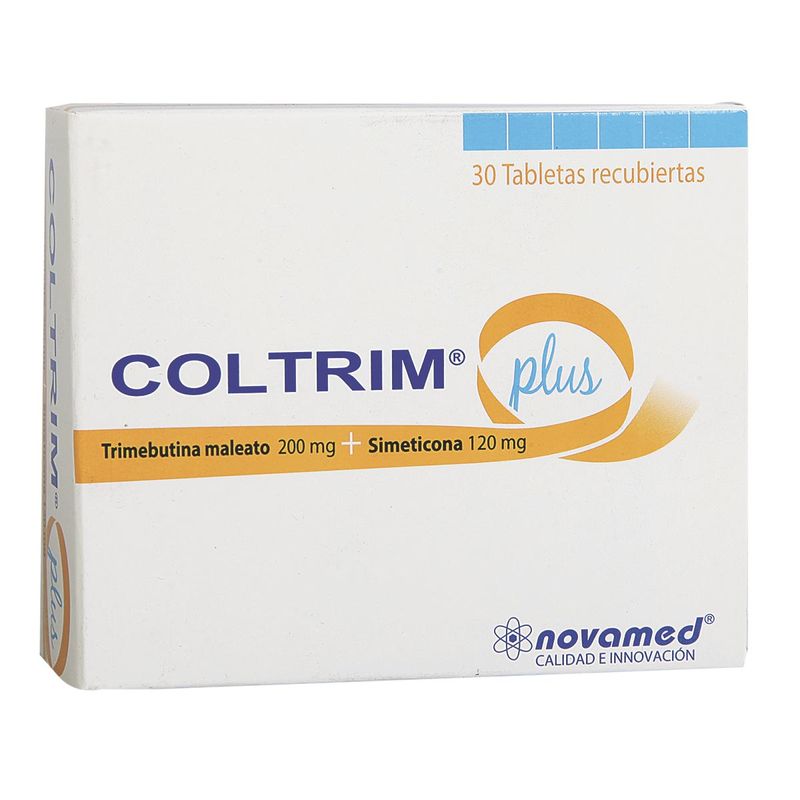 30 Tabletas recubiertas
COLTRIM® plus
Trimebutina maleato 200 mg + Simeticona 120 mg
novamed®
CALIDAD E INNOVACIÓN
COLTRIM® plus